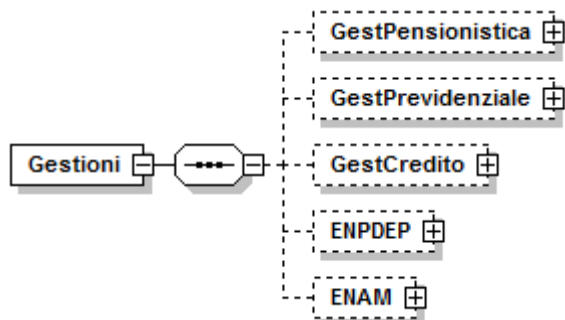 GestPensionistica
GestPrevidenziale
Gestioni
GestCredito
ENPDEP
ENAM